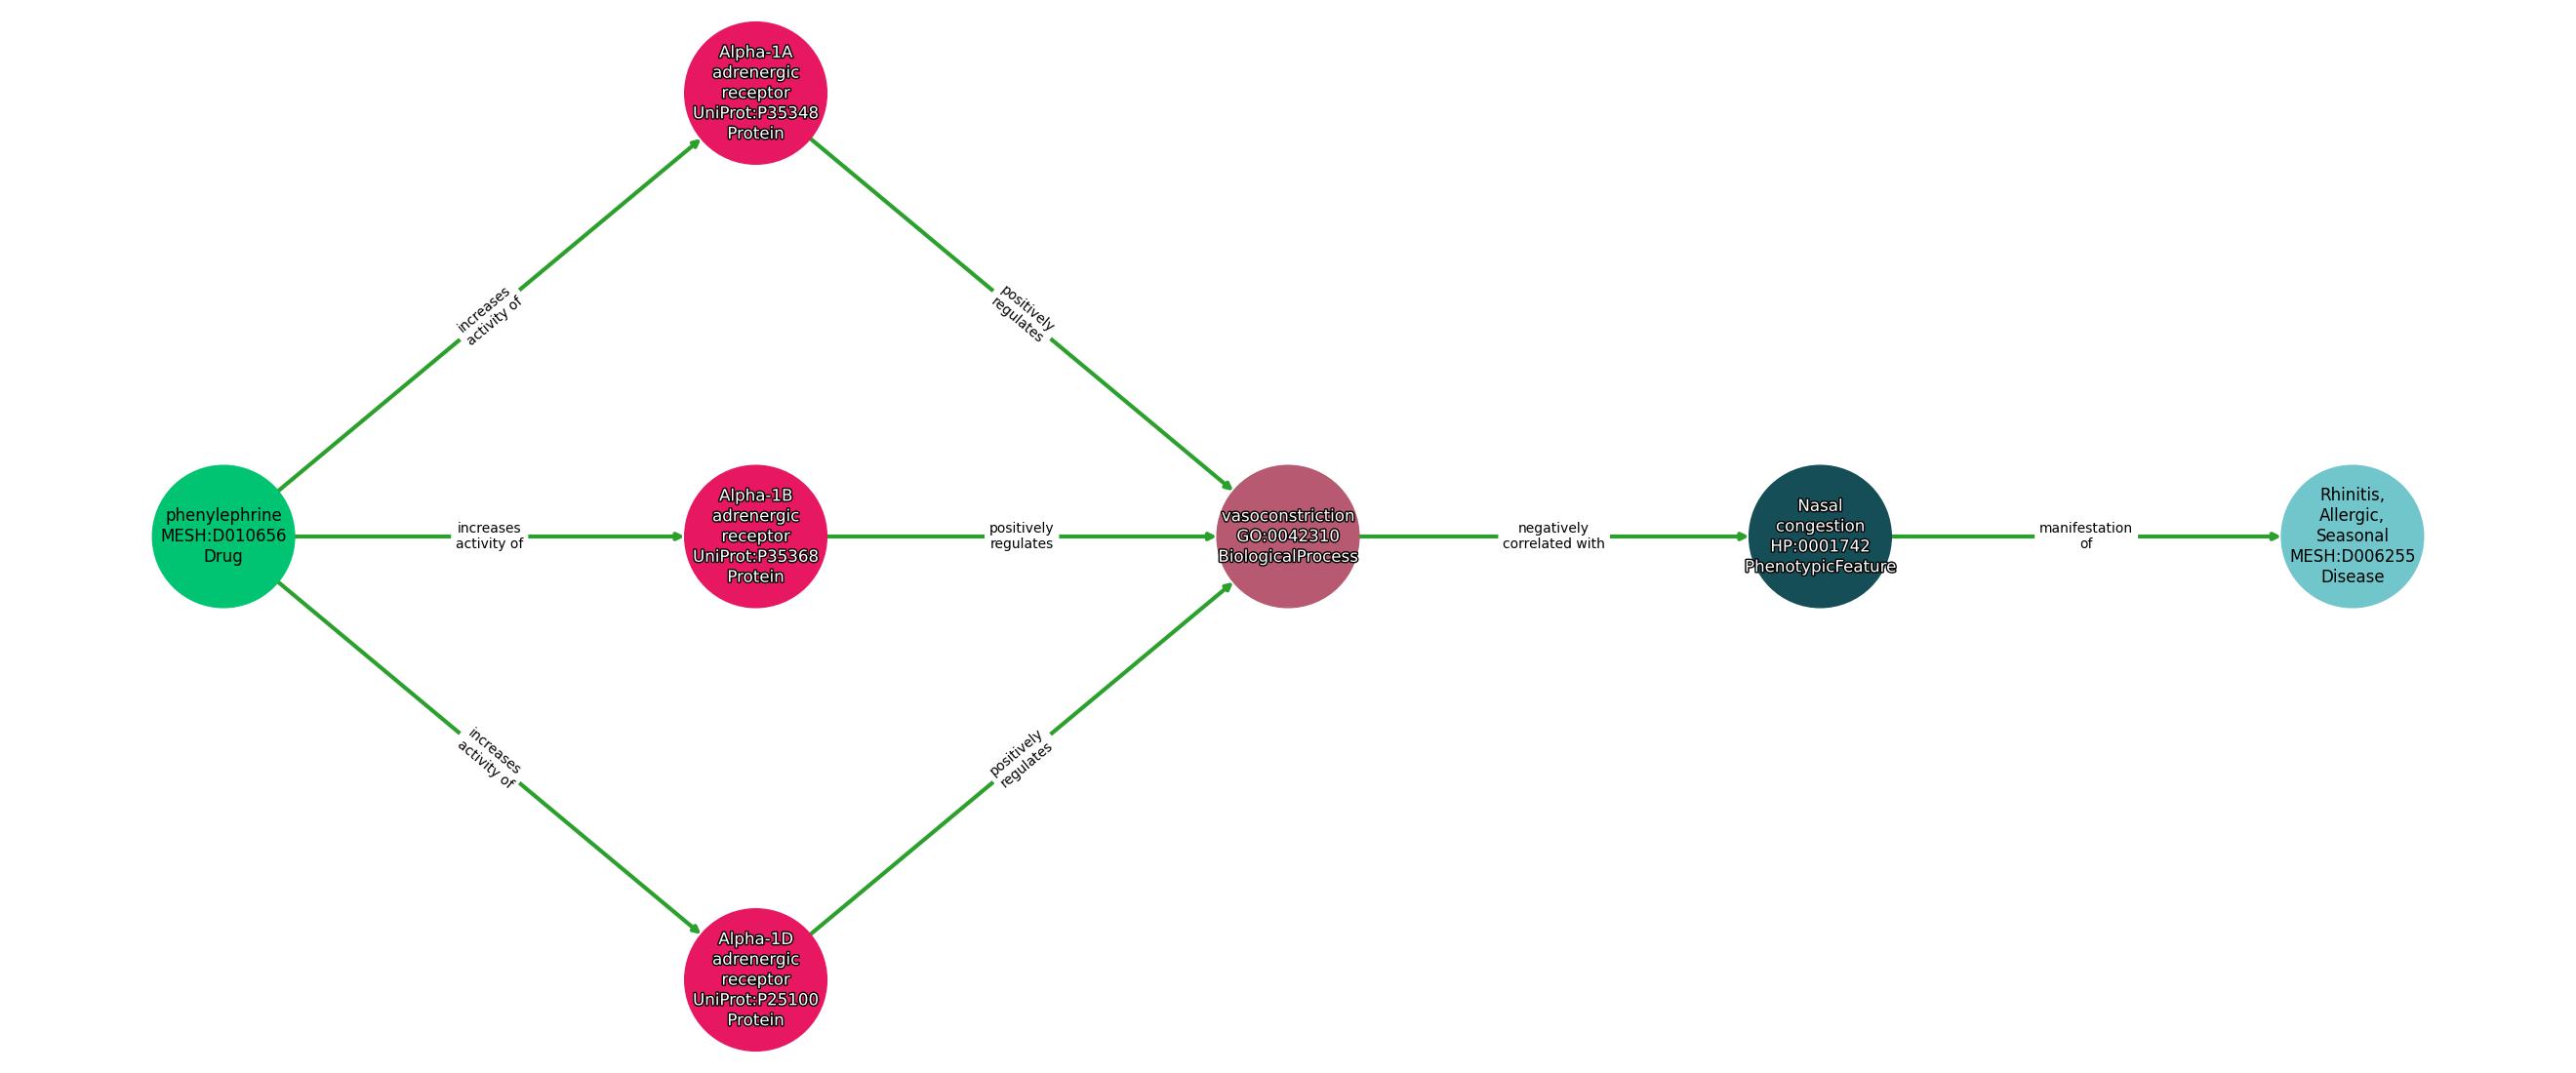 Alpha-1A
adrenergic
receptor
UniProt:P35348
Protein
increases
activity of
positively
regulates
phenylephrine
MESH:D010656
Drug
increases
activity of
Alpha-1B
adrenergic
receptor
UniProt:P35368
Protein
positively
regulates
vasoconstriction
GO:0042310
BiologicalProcess
negatively
correlated with
Nasal
congestion
HP:0001742
PhenotypicFeature
manifestation
of
Rhinitis,
Allergic,
Seasonal
MESH:D006255
Disease
increases
activity of
positively
regulates
Alpha-1D
adrenergic
receptor
UniProt:P25100
Protein